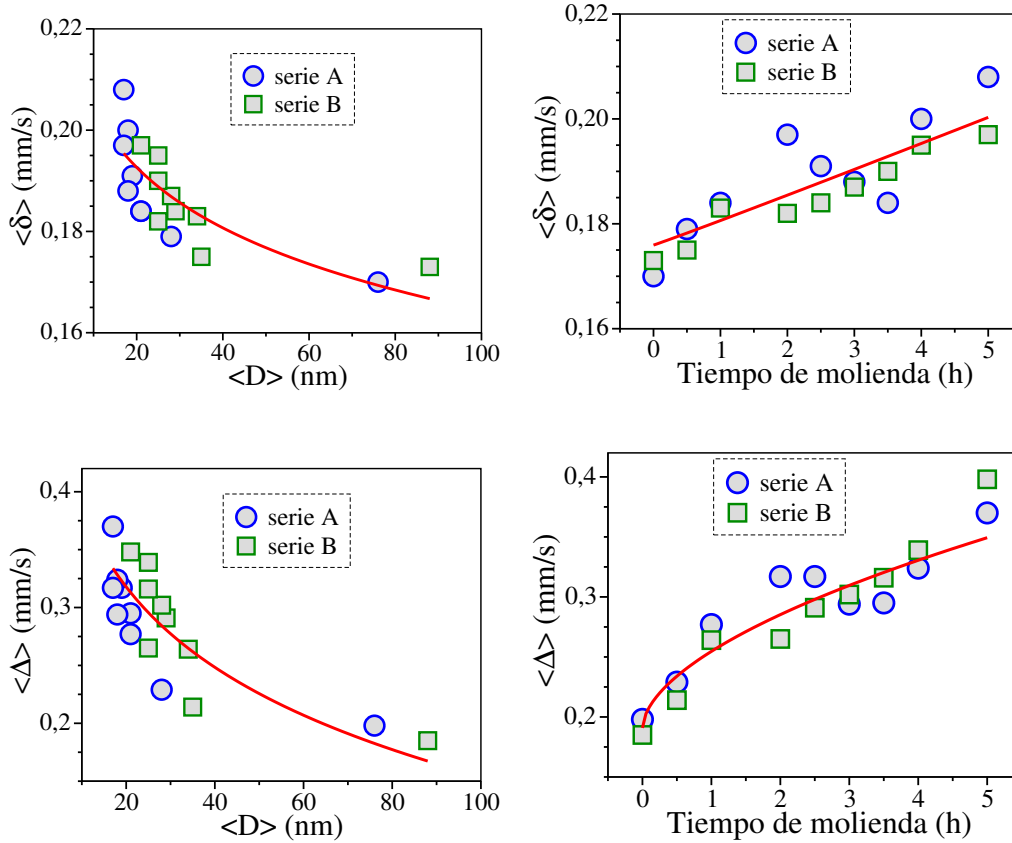 0,22
0,20
0,18
0,16
<δ> (mm/s)
serie A
serie B
20 40 60 80 100
<D> (nm)
0,22
0,20
0,18
0,16
<δ> (mm/s)
serie A
serie B
0 1 2 3 4 5
Tiempo de molienda (h)
0,4
0,3
0,2
<Δ> (mm/s)
serie A
serie B
20 40 60 80 100
<D> (nm)
0,4
0,3
0,2
<Δ> (mm/s)
serie A
serie B
0 1 2 3 4 5
Tiempo de molienda (h)